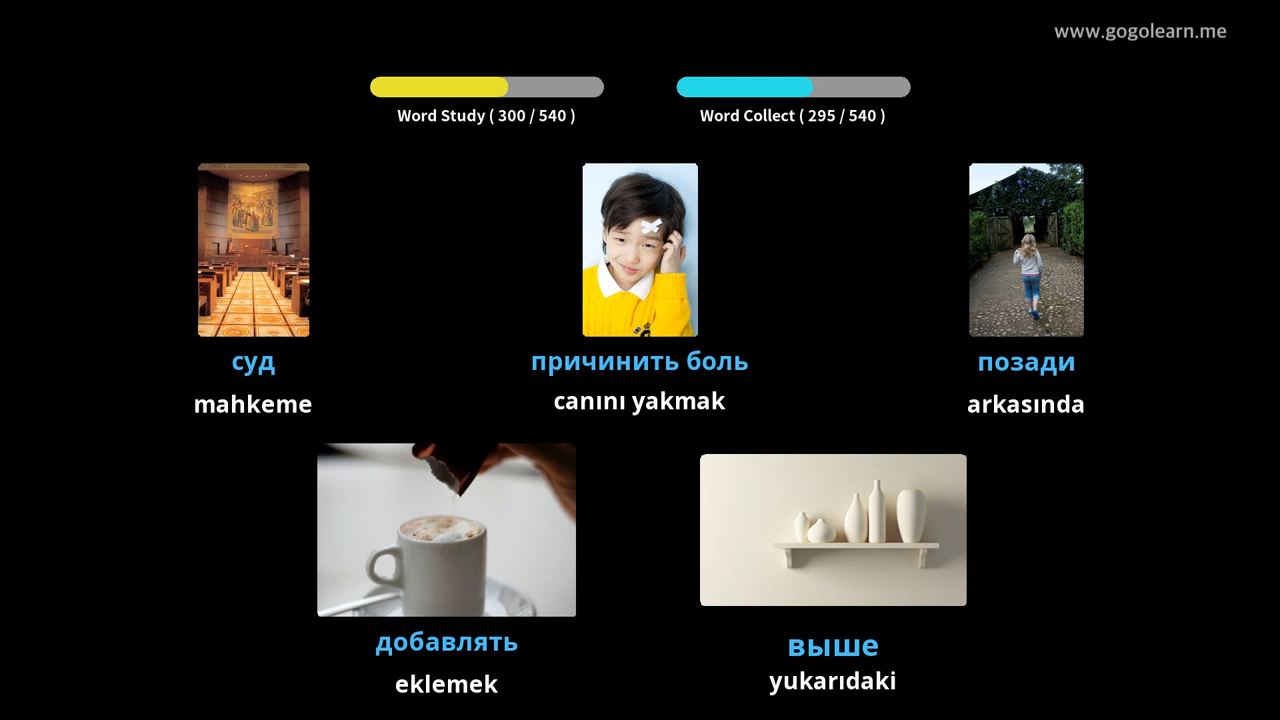 www.gogolearn.me
Word Study ( 300 / 540 )
Word Collect ( 295 / 540 )
суд
причинить боль
позади
mahkeme
canını yakmak
arkasında
добавлять
выше
eklemek
yukarıdaki